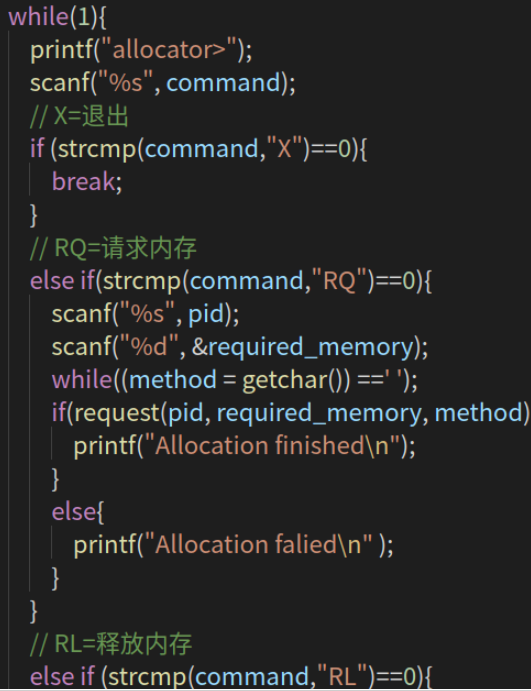 while(1){
printf("allocator>");
scanf("%s", command);
// X=退出
if (strcmp(command,"X")==0){
break;
}
// RQ=请求内存
else if(strcmp(command,"RQ")==0){
scanf("%s", pid);
scanf("%d", &required_memory);
while((method = getchar()) ==' ');
if(request(pid, required_memory, method)
printf("Allocation finished\n");
}
else{
printf("Allocation falied\n" );
}
}
// RL=释放内存
else if (strcmp(command,"RL")==0){